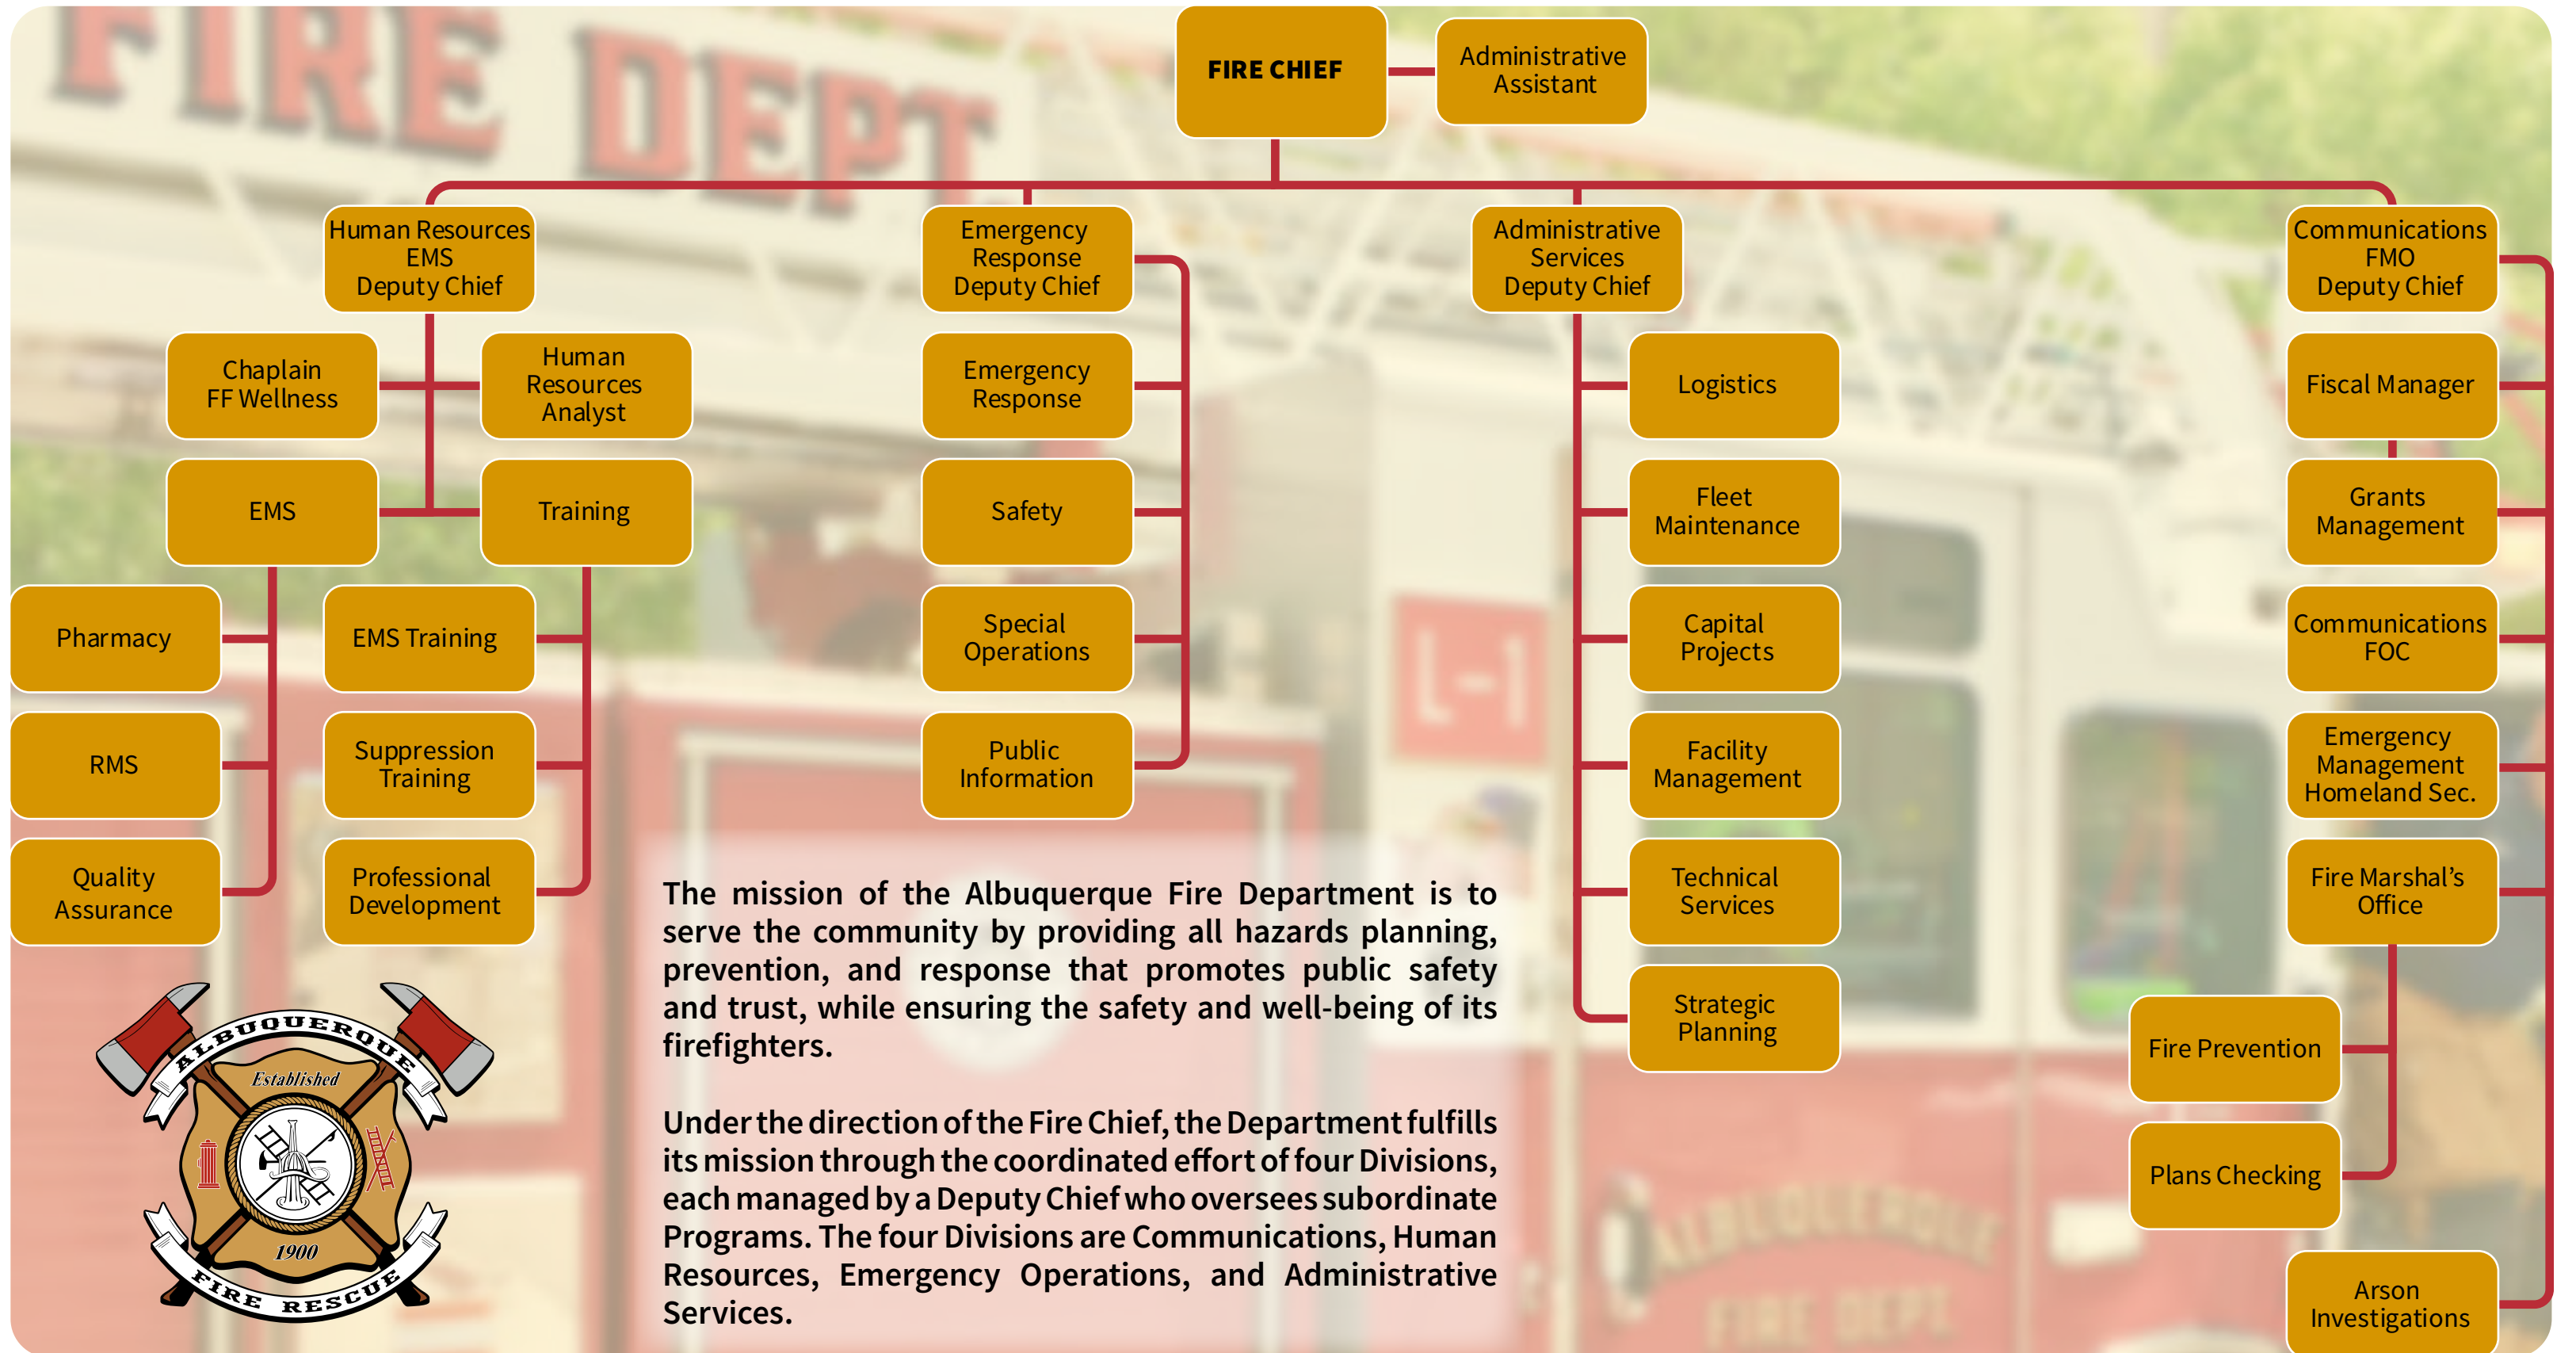 FIRE DEPT.
FIRE CHIEF
Administrative
Assistant
Human Resources
EMS
Deputy Chief
Emergency
Response
Deputy Chief
Administrative
Services
Deputy Chief
Communications
FMO
Deputy Chief
Chaplain
FF Wellness
Human
Resources
Analyst
EMS
Training
Pharmacy
RMS
Quality
Assurance
EMS Training
Suppression
Training
Professional
Development
Emergency
Response
Safety
Special
Operations
Public
Information
Logistics
Fleet
Maintenance
Capital
Projects
Facility
Management
Technical
Services
Strategic
Planning
Fiscal Manager
Grants
Management
Communications
FOC
Emergency
Management
Homeland Sec.
Fire Marshal’s
Office
Fire Prevention
Plans Checking
Arson
Investigations
L-1
The mission of the Albuquerque Fire Department is to
serve the community by providing all hazards planning,
prevention, and response that promotes public safety
and trust, while ensuring the safety and well-being of its
firefighters.
Under the direction of the Fire Chief, the Department fulfills
its mission through the coordinated effort of four Divisions,
each managed by a Deputy Chief who oversees subordinate
Programs. The four Divisions are Communications, Human
Resources, Emergency Operations, and Administrative
Services.
ALBUQUERQUE
Established
1900
FIRE RESCUE
ALBUQUERQUE
FIRE DEPT